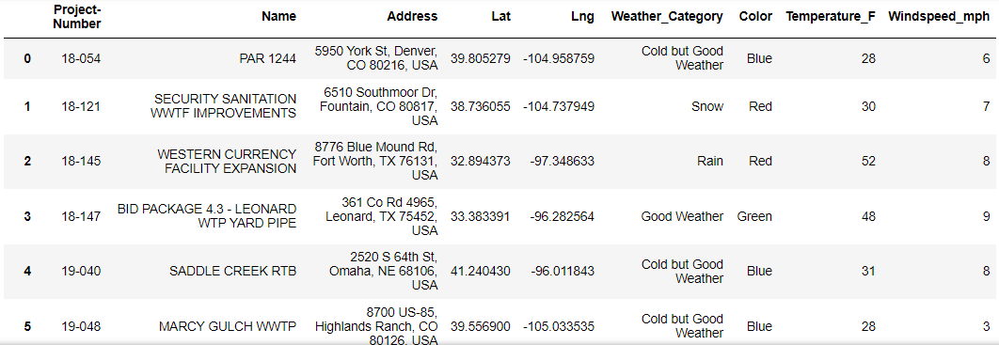 Project-
Number Name Address Lat Lng Weather_Category Color Temperature_F Windspeed_mph
0 18-054 PAR 1244 5950 York St, Denver, CO 80216, USA 39.805279 -104.958759 Cold but Good Weather Blue 28 6
1 18-121 SECURITY SANITATION WWTF IMPROVEMENTS 6510 Southmoor Dr, Fountain, CO 80817, USA 38.736055 -104.737949 Snow Red 30 7
2 18-145 WESTERN CURRENCY FACILITY EXPANSION 8776 Blue Mound Rd, Fort Worth, TX 76131, USA 32.894373 -97.348633 Rain Red 52 8
3 18-147 BID PACKAGE 4.3 - LEONARD WTP YARD PIPE 361 Co Rd 4965, Leonard, TX 75452, USA 33.383391 -96.282564 Good Weather Green 48 9
4 19-040 SADDLE CREEK RTB 2520 S 64th St, Omaha, NE 68106, USA 41.240430 -96.011843 Cold but Good Weather Blue 31 8
5 19-048 MARCY GULCH WWTP 8700 US-85, Highlands Ranch, CO 80126, USA 39.556900 -105.033535 Cold but Good Weather Blue 28 3